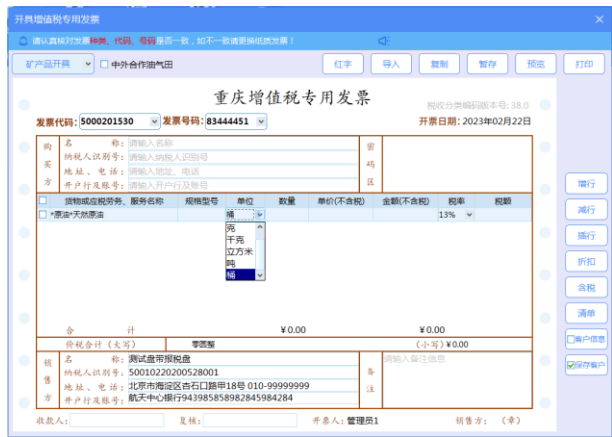 开具增值税专用发票
请认真核对发票种类、代码、号码是否一致，如不一致请更换纸质发票！
矿产品开具 中外合作油气田 红字 导入 复制 暂存 预览 打印
重庆增值税专用发票
税收分类编码版本号: 38.0
发票代码: 5000201530 发票号码: 83444451 开票日期: 2023年02月22日
购买方
名 称: 请输入名称
纳税人识别号: 请输入纳税人识别号
地址、电话: 请输入地址、电话
开户行及账号: 请输入开户行及账号
密码区
货物或应税劳务、服务名称 规格型号 单位 数量 单价(不含税) 金额(不含税) 税率 税额
*原油*天然原油 桶 13%
克
千克
立方米
吨
桶
合 计 ¥0.00 ¥0.00
价税合计（大写） 零圆整 (小写)¥0.00
销售方
名 称: 测试盘带报税盘
纳税人识别号: 50010220200528001
地址、电话: 北京市海淀区杏石口路甲18号 010-99999999
开户行及账号: 航天中心银行943985858982845984284
备注
请输入备注信息
收款人: 复核: 开票人: 管理员1 销售方: （章）
增行
减行
插行
折扣
含税
清单
客户信息
保存客户